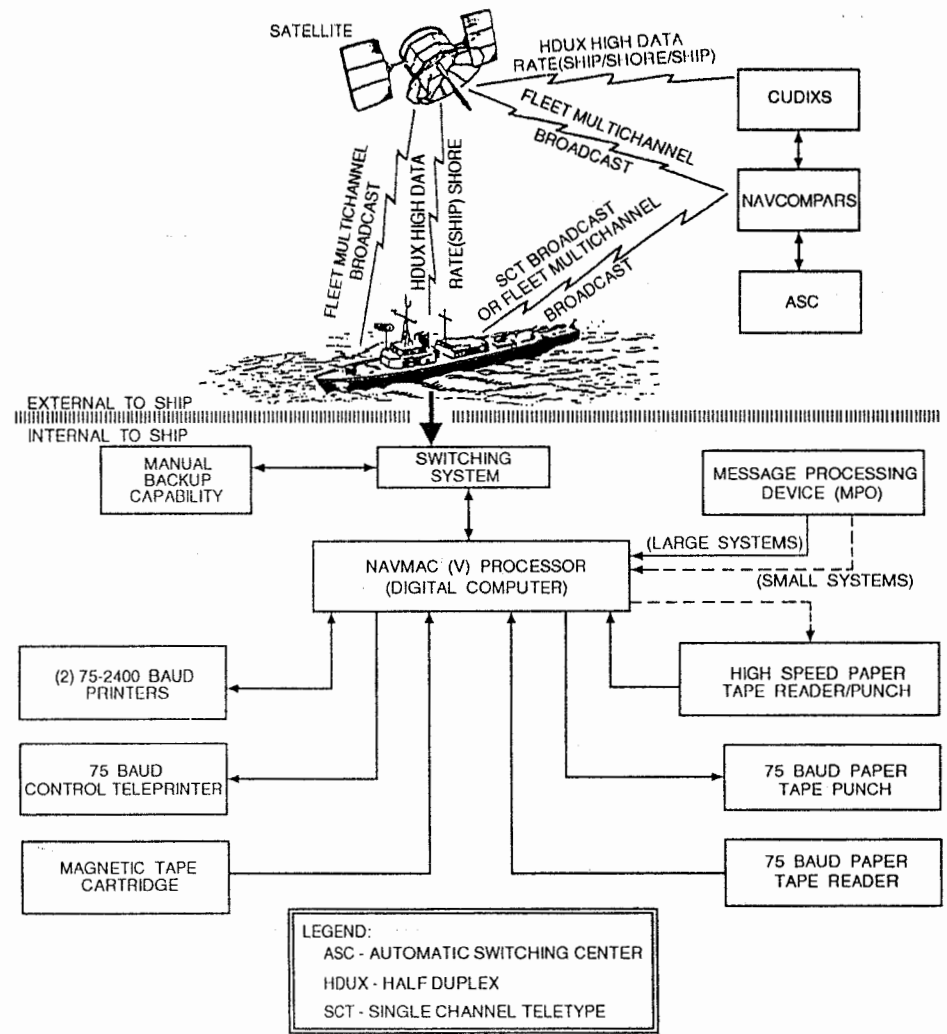 SATELLITE
HDUX HIGH DATA
RATE(SHIP/SHORE/SHIP)
CUDIXS
FLEET MULTICHANNEL
BROADCAST
NAVCOMPARS
FLEET MULTICHANNEL
BROADCAST
HDUX HIGH DATA
RATE(SHIP) SHORE
SCT BROADCAST
OR FLEET MULTICHANNEL
BROADCAST
ASC
EXTERNAL TO SHIP
INTERNAL TO SHIP
MANUAL
BACKUP
CAPABILITY
SWITCHING
SYSTEM
MESSAGE PROCESSING
DEVICE (MPO)
(LARGE SYSTEMS)
(SMALL SYSTEMS)
NAVMAC (V) PROCESSOR
(DIGITAL COMPUTER)
(2) 75-2400 BAUD
PRINTERS
HIGH SPEED PAPER
TAPE READER/PUNCH
75 BAUD
CONTROL TELEPRINTER
75 BAUD PAPER
TAPE PUNCH
MAGNETIC TAPE
CARTRIDGE
75 BAUD PAPER
TAPE READER
LEGEND:
ASC - AUTOMATIC SWITCHING CENTER
HDUX - HALF DUPLEX
SCT - SINGLE CHANNEL TELETYPE